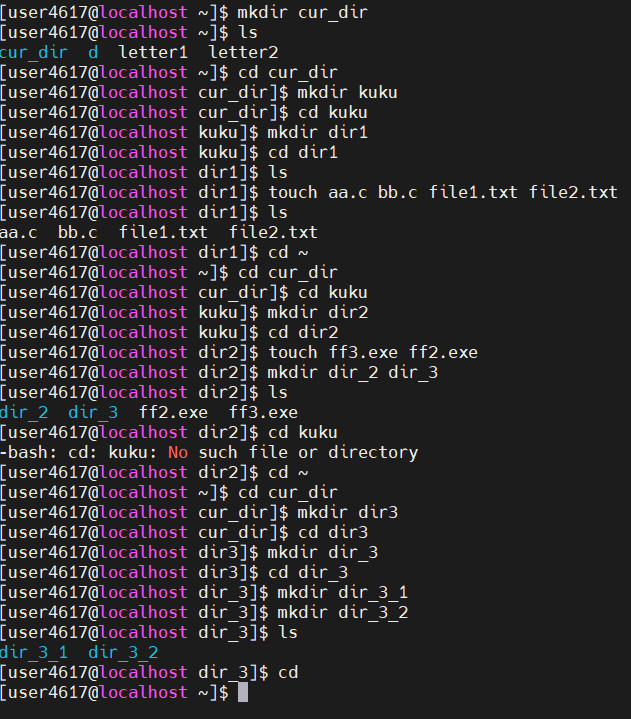 [user4617@localhost ~]$ mkdir cur_dir
[user4617@localhost ~]$ ls
cur_dir  d  letter1  letter2
[user4617@localhost ~]$ cd cur_dir
[user4617@localhost cur_dir]$ mkdir kuku
[user4617@localhost cur_dir]$ cd kuku
[user4617@localhost kuku]$ mkdir dir1
[user4617@localhost kuku]$ cd dir1
[user4617@localhost dir1]$ ls
[user4617@localhost dir1]$ touch aa.c bb.c file1.txt file2.txt
[user4617@localhost dir1]$ ls
aa.c  bb.c  file1.txt  file2.txt
[user4617@localhost dir1]$ cd ~
[user4617@localhost ~]$ cd cur_dir
[user4617@localhost cur_dir]$ cd kuku
[user4617@localhost kuku]$ mkdir dir2
[user4617@localhost kuku]$ cd dir2
[user4617@localhost dir2]$ touch ff3.exe ff2.exe
[user4617@localhost dir2]$ mkdir dir_2 dir_3
[user4617@localhost dir2]$ ls
dir_2  dir_3  ff2.exe  ff3.exe
[user4617@localhost dir2]$ cd kuku
-bash: cd: kuku: No such file or directory
[user4617@localhost dir2]$ cd ~
[user4617@localhost ~]$ cd cur_dir
[user4617@localhost cur_dir]$ mkdir dir3
[user4617@localhost cur_dir]$ cd dir3
[user4617@localhost dir3]$ mkdir dir_3
[user4617@localhost dir3]$ cd dir_3
[user4617@localhost dir_3]$ mkdir dir_3_1
[user4617@localhost dir_3]$ mkdir dir_3_2
[user4617@localhost dir_3]$ ls
dir_3_1  dir_3_2
[user4617@localhost dir_3]$ cd
[user4617@localhost ~]$